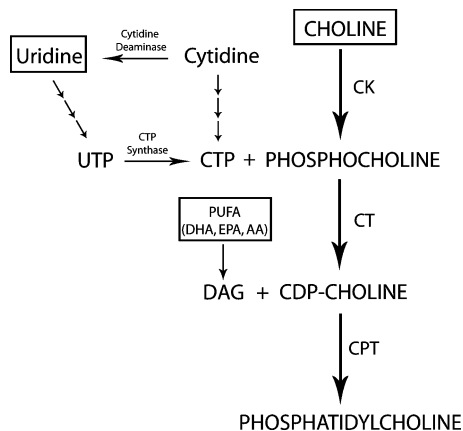 CHOLINE
Cytidine
Deaminase
Uridine
Cytidine
CK
CTP
Synthase
UTP
CTP + PHOSPHOCHOLINE
PUFA
(DHA, EPA, AA)
CT
DAG + CDP-CHOLINE
CPT
PHOSPHATIDYLCHOLINE